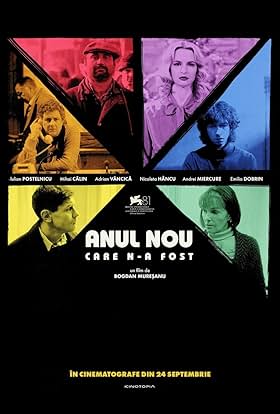 Iulian POSTELNICU Mihai CĂLIN Adrian VĂNCICĂ Nicoleta HÂNCU Andrei MIERCURE Emilia DOBRIN
81
ANUL NOU
CARE N-A FOST
un film de
BOGDAN MUREȘANU
ÎN CINEMATOGRAFE DIN 24 SEPTEMBRIE
KINOTOPIA